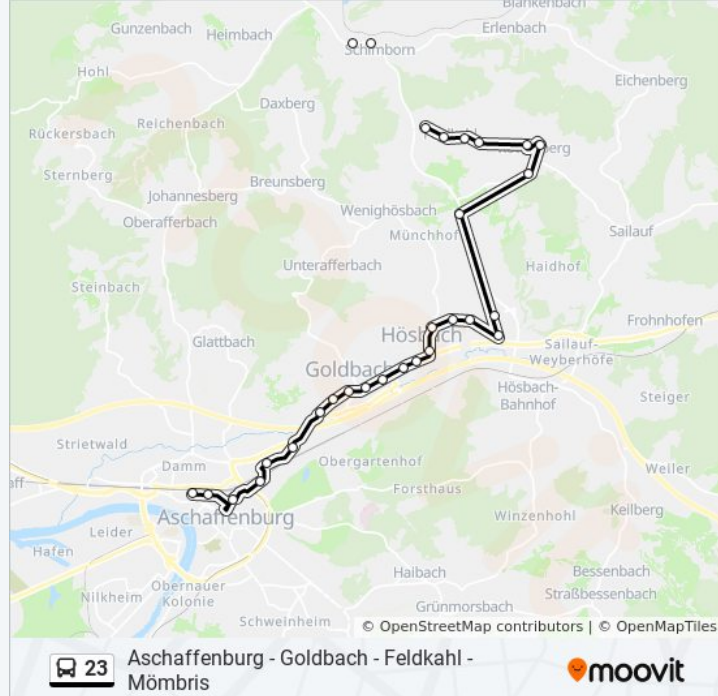 Blankenbach
Gunzenbach
Heimbach
Erlenbach
Schimborn
Hohl
Eichenberg
Daxberg
Reichenbach
Rückersbach
Sternberg
Breunsberg
Johannesberg
Wenighösbach
Oberafferbach
Münchhof
Sailauf
Unterafferbach
Haidhof
Steinbach
Frohnhofen
Hösbach
Glattbach
Sailauf-
Weyberhöfe
Goldbach
Hösbach-
Bahnhof
Steiger
Strietwald
Damm
Obergartenhof
Weiler
aff
Forsthaus
Aschaffenburg
Winzenhohl
Keilberg
Leider
Hafen
Haibach
Bessenbach
Obernauer
Kolonie
Straßbessenbach
Nilkheim
Grünmorsbach
Schweinheim
© OpenStreetMap contributors | © OpenMapTiles
23
Aschaffenburg - Goldbach - Feldkahl -
Mömbris
moovit